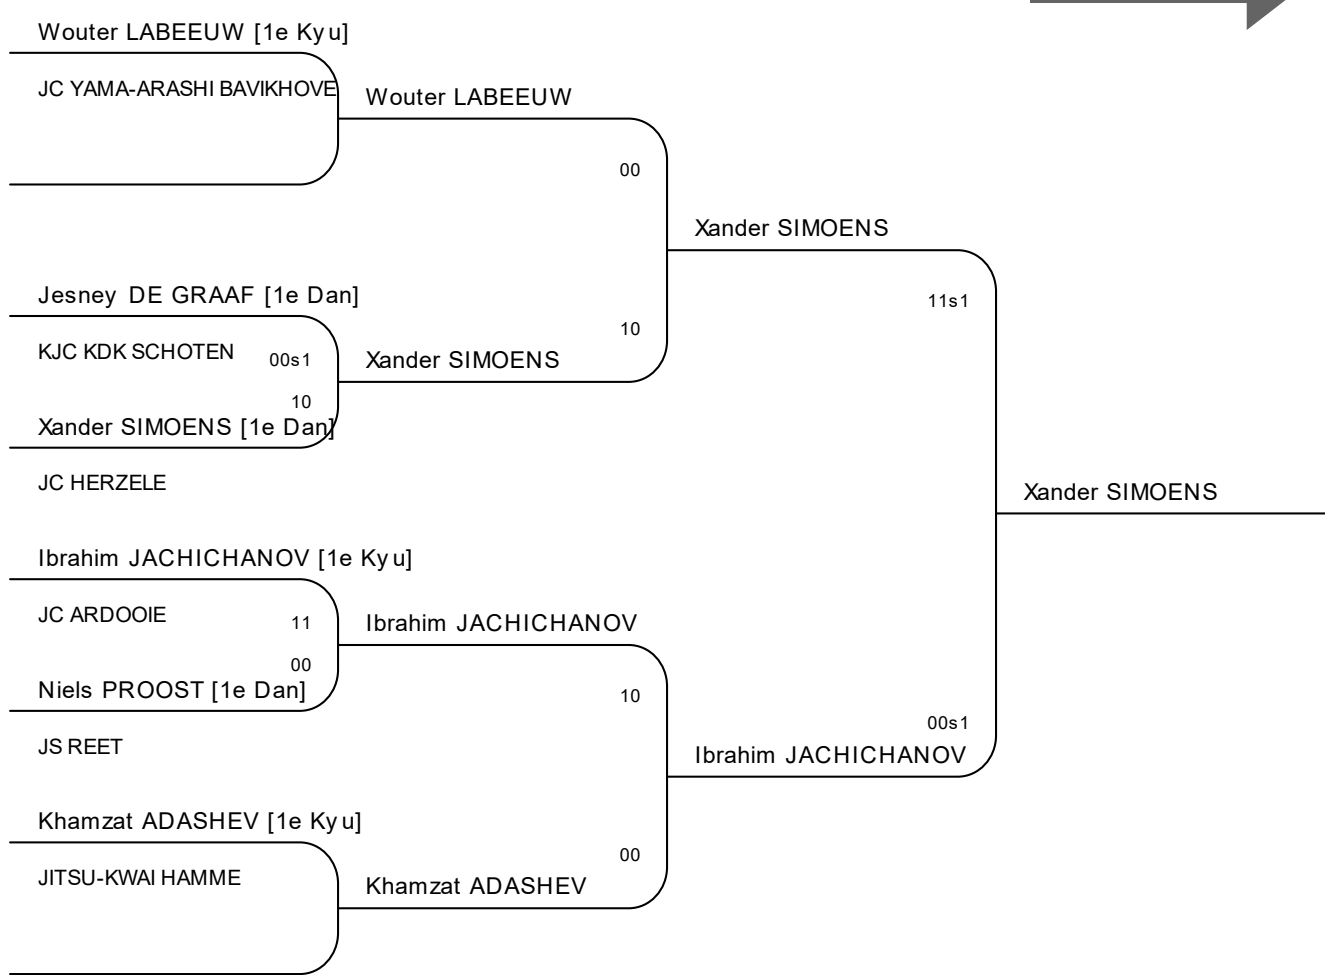 Wouter LABEEUW [1e Kyu]
JC YAMA-ARASHI BAVIKHOVE
Wouter LABEEUW
00
Xander SIMOENS
Jesney DE GRAAF [1e Dan]
11s1
10
KJC KDK SCHOTEN
00s1
Xander SIMOENS
10
Xander SIMOENS [1e Dan]
JC HERZELE
Xander SIMOENS
Ibrahim JACHICHANOV [1e Kyu]
JC ARDOOIE
11
Ibrahim JACHICHANOV
00
Niels PROOST [1e Dan]
10
00s1
JS REET
Ibrahim JACHICHANOV
Khamzat ADASHEV [1e Kyu]
00
JITSU-KWAI HAMME
Khamzat ADASHEV